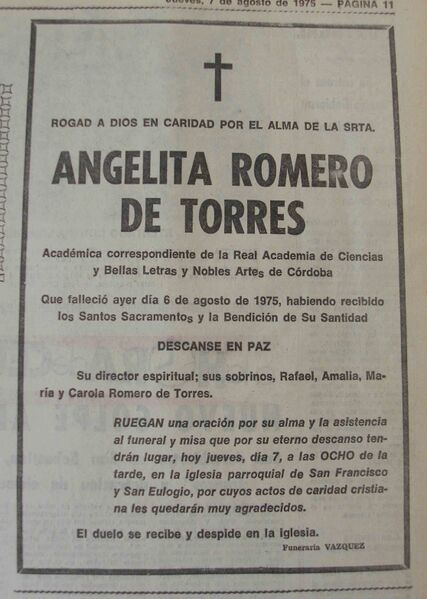 Jueves, 7 de agosto de 1975 — PAGINA 11
ROGAD A DIOS EN CARIDAD POR EL ALMA DE LA SRTA.
ANGELITA ROMERO
DE TORRES
Académica correspondiente de la Real Academia de Ciencias
y Bellas Letras y Nobles Artes de Córdoba
Que falleció ayer día 6 de agosto de 1975, habiendo recibido
los Santos Sacramentos y la Bendición de Su Santidad
DESCANSE EN PAZ
Su director espiritual; sus sobrinos, Rafael, Amalia, Ma-
ría y Carola Romero de Torres.
RUEGAN una oración por su alma y la asistencia
al funeral y misa que por su eterno descanso ten-
drán lugar, hoy jueves, día 7, a las OCHO de la
tarde, en la iglesia parroquial de San Francisco
y San Eulogio, por cuyos actos de caridad cristia-
na les quedarán muy agradecidos.
El duelo se recibe y despide en la iglesia.
Funeraria VAZQUEZ